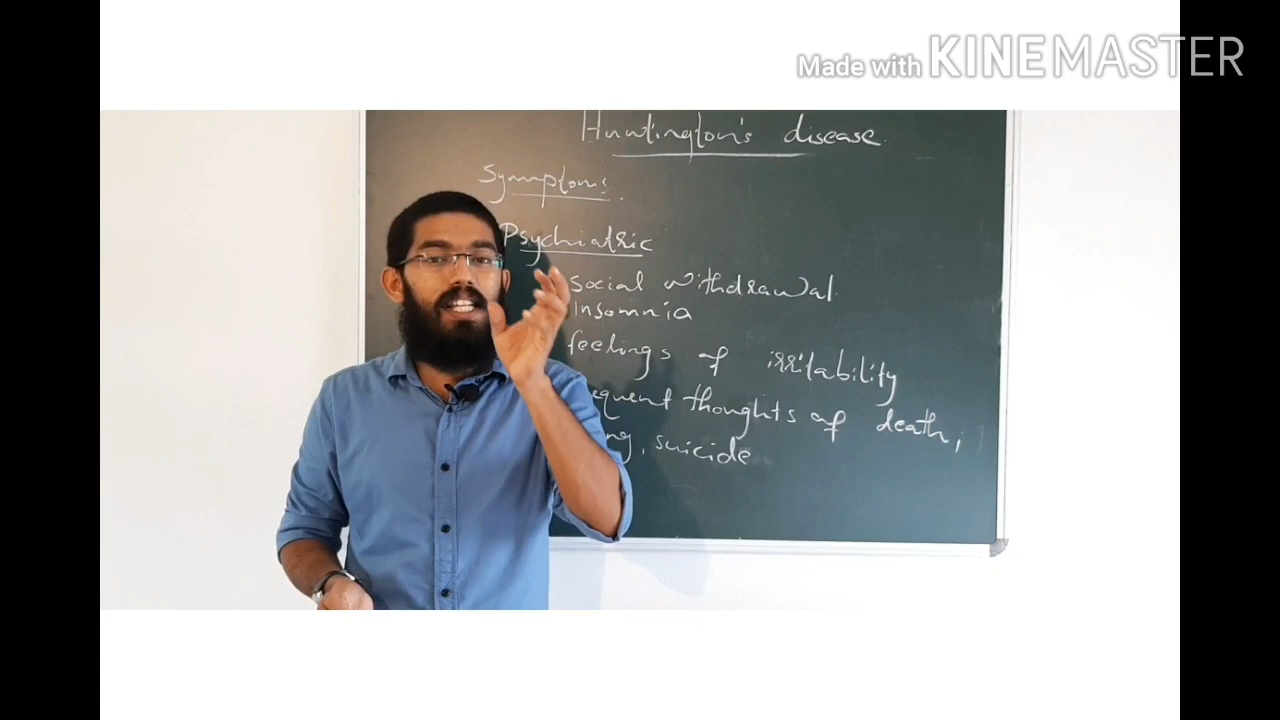 Made with KINEMASTER
Huntington's disease
Symptoms
Psychiatric
social withdrawal
Insomnia
feelings of irritability
thoughts of death,
suicide